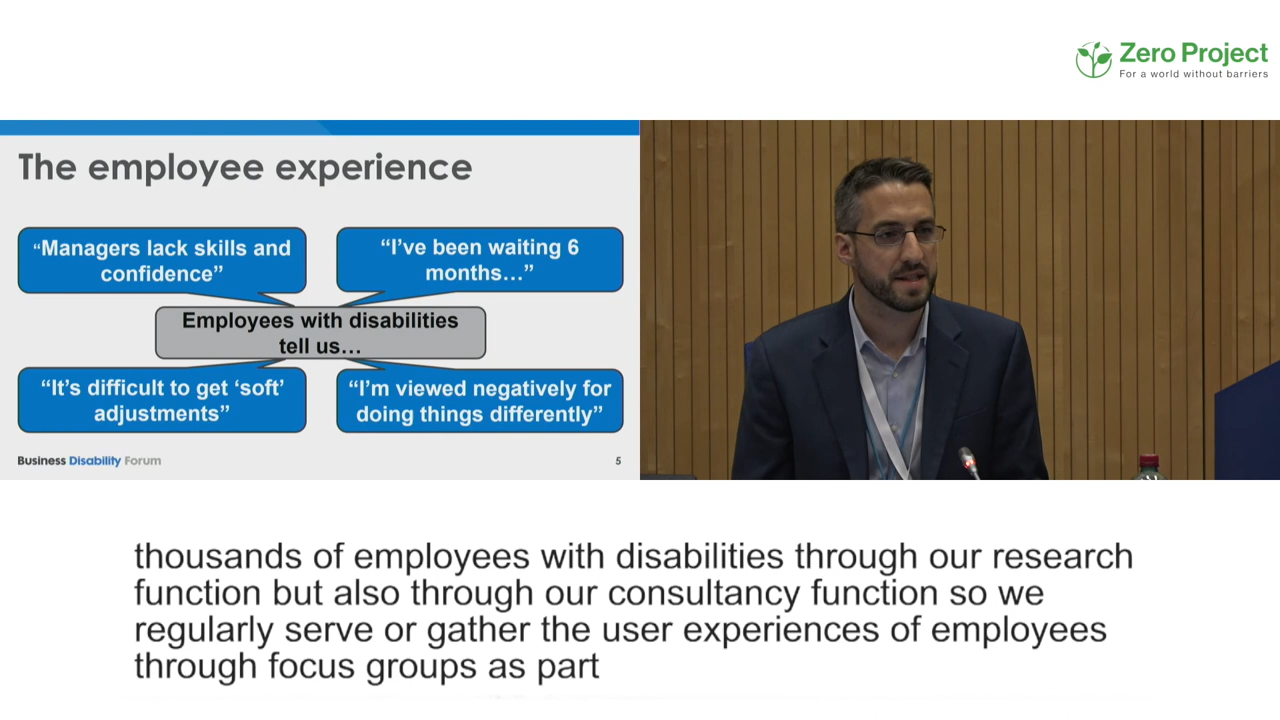 Zero Project
For a world without barriers
The employee experience
“Managers lack skills and
confidence”
“I’ve been waiting 6
months…”
Employees with disabilities
tell us…
“It’s difficult to get ‘soft’
adjustments”
“I’m viewed negatively for
doing things differently”
Business Disability Forum
5
thousands of employees with disabilities through our research
function but also through our consultancy function so we
regularly serve or gather the user experiences of employees
through focus groups as part